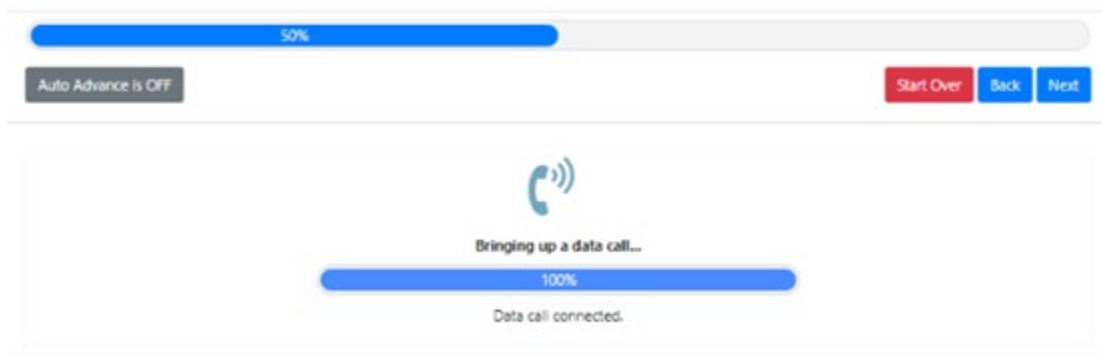 50%
Auto Advance is OFF Start Over Back Next
Bringing up a data call...
100%
Data call connected.